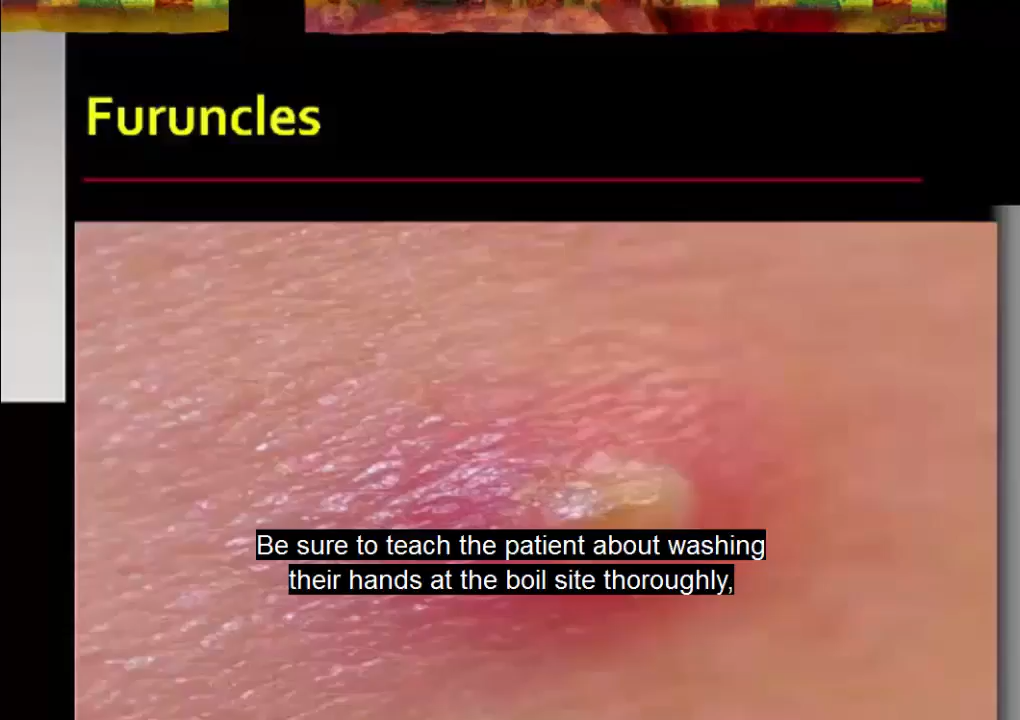 Furuncles
Be sure to teach the patient about washing
their hands at the boil site thoroughly,